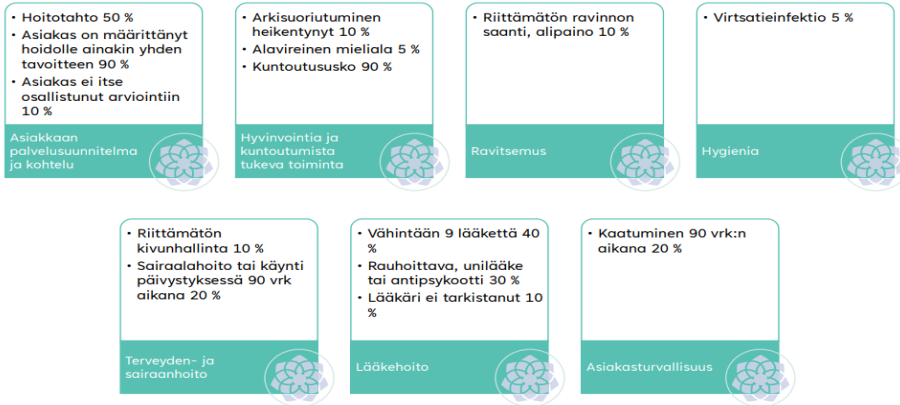 • Hoitotahto 50 %
• Asiakas on määrittänyt
hoidolle ainakin yhden
tavoitteen 90 %
• Asiakas ei itse
osallistunut arviointiin
10 %
Asiakkaan
palvelusuunnitelma
ja kohtelu
• Arkisuoriutuminen
heikentynyt 10 %
• Alavireinen mieliala 5 %
• Kuntoutususko 90 %
Hyvinvointia ja
kuntoutumista
tukeva toiminta
• Riittämätön ravinnon
saanti, alipaino 10 %
Ravitsemus
• Virtsatieinfektio 5 %
Hygienia
• Riittämätön
kivunhallinta 10 %
• Sairaalahoito tai käynti
päivystyksessä 90 vrk
aikana 20 %
Terveyden- ja
sairaanhoito
• Vähintään 9 lääkettä 40
%
• Rauhoittava, unilääke
tai antipsykootti 30 %
• Lääkäri ei tarkistanut 10
%
Lääkehoito
• Kaatuminen 90 vrk:n
aikana 20 %
Asiakasturvallisuus